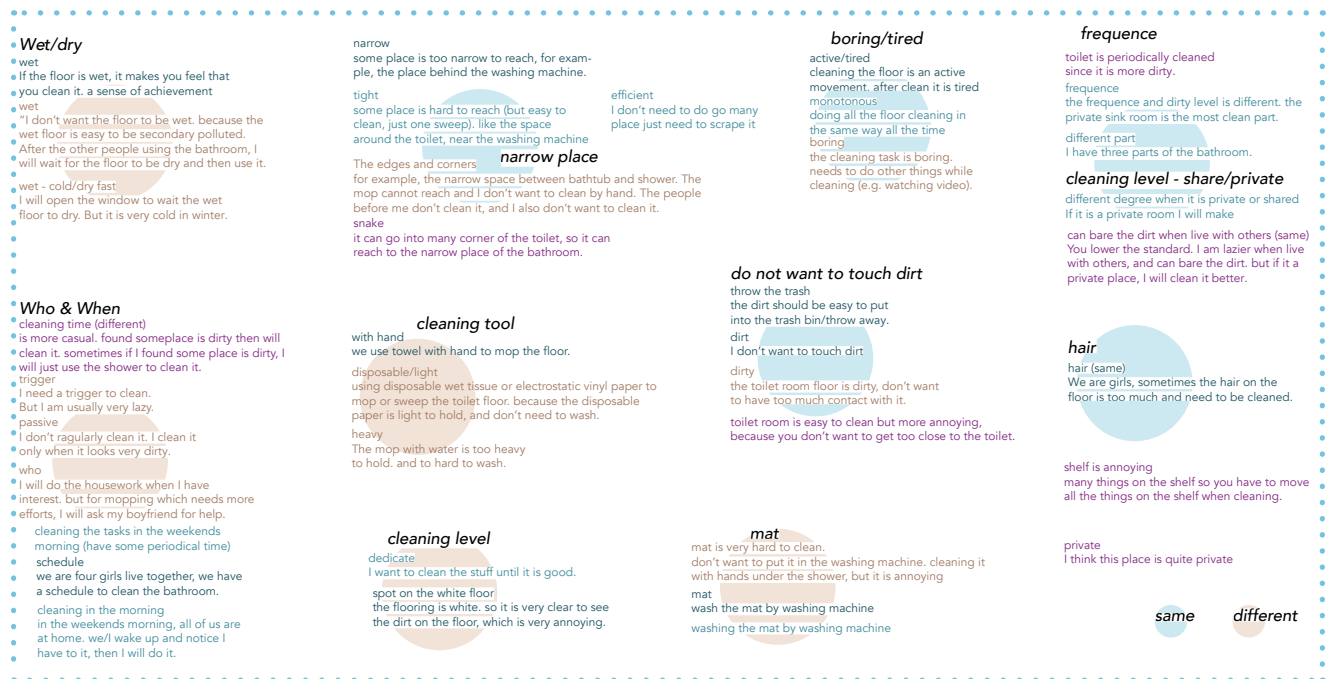 Wet/dry
wet
If the floor is wet, it makes you feel that
you clean it. a sense of achievement
wet
“I don’t want the floor to be wet. because the
wet floor is easy to be secondary polluted.
After the other people using the bathroom, I
will wait for the floor to be dry and then use it.
wet - cold/dry fast
I will open the window to wait the wet
floor to dry. But it is very cold in winter.
narrow
some place is too narrow to reach, for exam-
ple, the place behind the washing machine.
tight
some place is hard to reach (but easy to
clean, just one sweep). like the space
around the toilet, near the washing machine
efficient
I don’t need to do go many
place just need to scrape it
narrow place
The edges and corners
for example, the narrow space between bathtub and shower. The
mop cannot reach and I don’t want to clean by hand. The people
before me don’t clean it, and I also don’t want to clean it.
snake
it can go into many corner of the toilet, so it can
reach to the narrow place of the bathroom.
boring/tired
active/tired
cleaning the floor is an active
movement. after clean it is tired
monotonous
doing all the floor cleaning in
the same way all the time
boring
the cleaning task is boring.
needs to do other things while
cleaning (e.g. watching video).
frequence
toilet is periodically cleaned
since it is more dirty.
frequence
the frequence and dirty level is different. the
private sink room is the most clean part.
different part
I have three parts of the bathroom.
cleaning level - share/private
different degree when it is private or shared
If it is a private room I will make
can bare the dirt when live with others (same)
You lower the standard. I am lazier when live
with others, and can bare the dirt. but if it a
private place, I will clean it better.
Who & When
cleaning time (different)
is more casual. found someplace is dirty then will
clean it. sometimes if I found some place is dirty, I
will just use the shower to clean it.
trigger
I need a trigger to clean.
But I am usually very lazy.
passive
I don’t ragularly clean it. I clean it
only when it looks very dirty.
who
I will do the housework when I have
interest. but for mopping which needs more
efforts, I will ask my boyfriend for help.
cleaning the tasks in the weekends
morning (have some periodical time)
schedule
we are four girls live together, we have
a schedule to clean the bathroom.
cleaning in the morning
in the weekends morning, all of us are
at home. we/I wake up and notice I
have to it, then I will do it.
cleaning tool
with hand
we use towel with hand to mop the floor.
disposable/light
using disposable wet tissue or electrostatic vinyl paper to
mop or sweep the toilet floor. because the disposable
paper is light to hold, and don’t need to wash.
heavy
The mop with water is too heavy
to hold. and to hard to wash.
do not want to touch dirt
throw the trash
the dirt should be easy to put
into the trash bin/throw away.
dirt
I don’t want to touch dirt
dirty
the toilet room floor is dirty, don’t want
to have too much contact with it.
toilet room is easy to clean but more annoying,
because you don’t want to get too close to the toilet.
hair
hair (same)
We are girls, sometimes the hair on the
floor is too much and need to be cleaned.
shelf is annoying
many things on the shelf so you have to move
all the things on the shelf when cleaning.
private
I think this place is quite private
cleaning level
dedicate
I want to clean the stuff until it is good.
spot on the white floor
the flooring is white. so it is very clear to see
the dirt on the floor, which is very annoying.
mat
mat is very hard to clean.
don’t want to put it in the washing machine. cleaning it
with hands under the shower, but it is annoying
mat
wash the mat by washing machine
washing the mat by washing machine
same
different